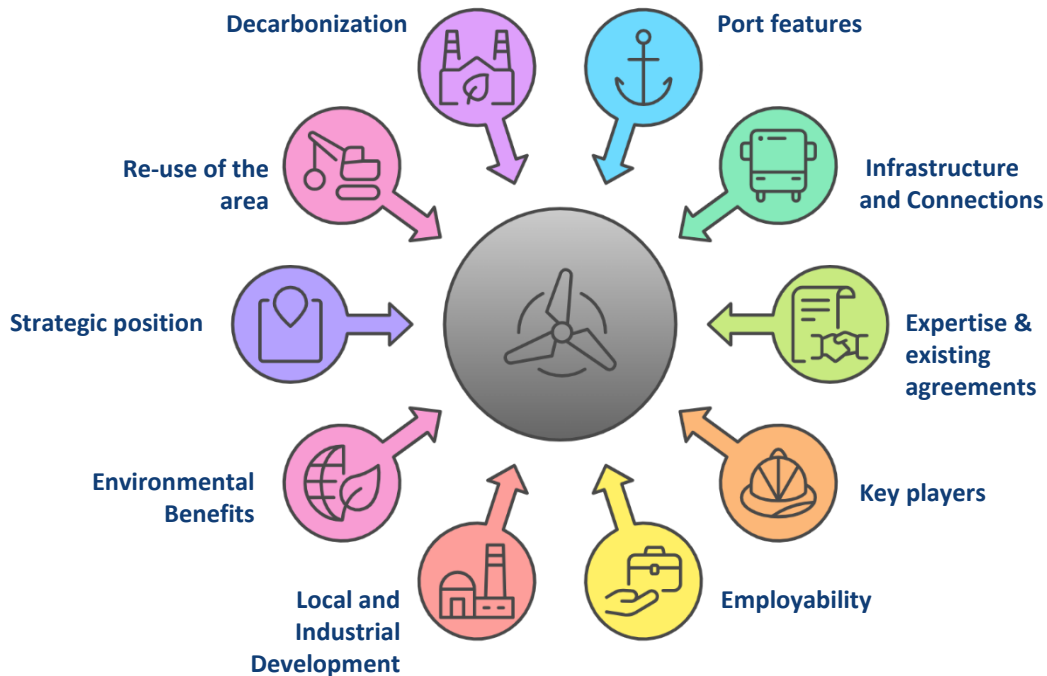 Decarbonization
Port features
Re-use of the
area
Infrastructure
and Connections
Strategic position
Expertise &
existing
agreements
Environmental
Benefits
Key players
Local and
Industrial
Development
Employability